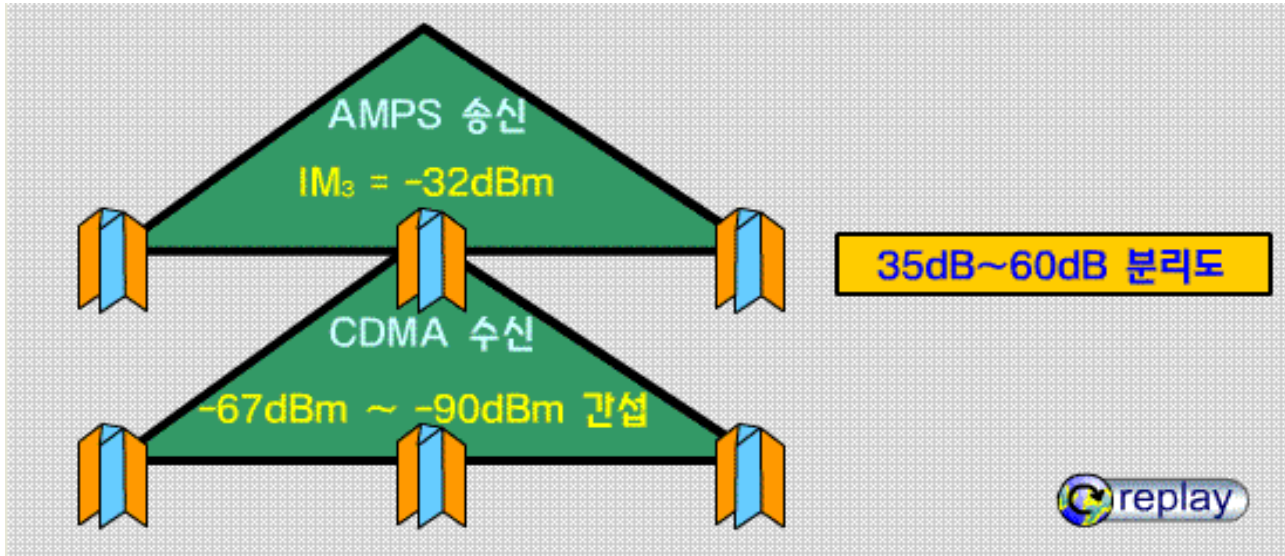 AMPS 송신
IM₃ = -32dBm
35dB~60dB 분리도
CDMA 수신
-67dBm ~ -90dBm 간섭
replay